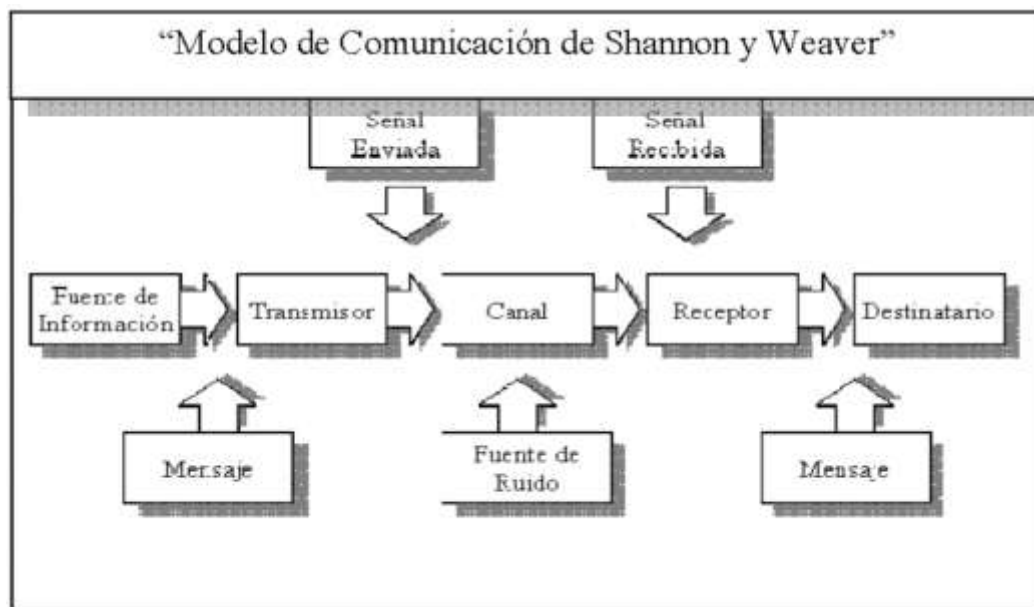 “Modelo de Comunicación de Shannon y Weaver”
Señal
Enviada
Señal
Recibida
Fuente de
Información
Transmisor
Canal
Receptor
Destinatario
Mensaje
Fuente de
Ruido
Mensaje